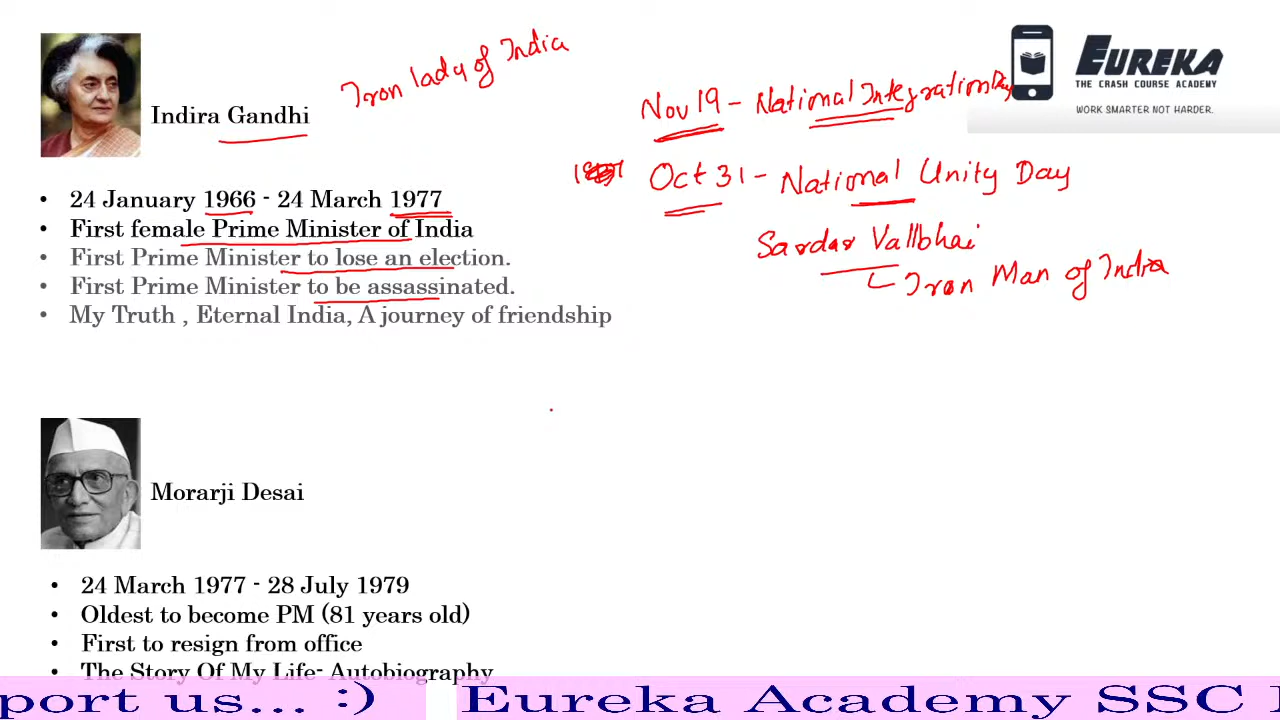 Iron lady of India
Indira Gandhi
• 24 January 1966 - 24 March 1977
• First female Prime Minister of India
• First Prime Minister to lose an election.
• First Prime Minister to be assassinated.
• My Truth , Eternal India, A journey of friendship
EUREKA
THE CRASH COURSE ACADEMY
WORK SMARTER NOT HARDER.
Nov 19 - National Integration Day
Oct 31 - National Unity Day
Sardar Vallbhai
Iron Man of India
Morarji Desai
• 24 March 1977 - 28 July 1979
• Oldest to become PM (81 years old)
• First to resign from office
• The Story Of My Life- Autobiography
port us... :) Eureka Academy SSC